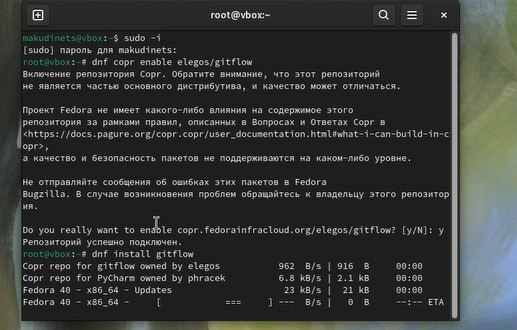 root@vbox:~
makudinets@vbox:~$ sudo -i
[sudo] пароль для makudinets:
root@vbox:~# dnf copr enable elegos/gitflow
Включение репозитория Copr. Обратите внимание, что этот репозиторий
не является частью основного дистрибутива, и качество может отличаться.
Проект Fedora не имеет какого-либо влияния на содержимое этого
репозитория за рамками правил, описанных в Вопросах и Ответах Copr в
<https://docs.pagure.org/copr.copr/user_documentation.html#what-i-can-build-in-c
opr>,
а качество и безопасность пакетов не поддерживаются на каком-либо уровне.
Не отправляйте сообщения об ошибках этих пакетов в Fedora
Bugzilla. В случае возникновения проблем обращайтесь к владельцу этого репозитор
ия.
Do you really want to enable copr.fedorainfracloud.org/elegos/gitflow? [y/N]: y
Репозиторий успешно подключен.
root@vbox:~# dnf install gitflow
Copr repo for gitflow owned by elegos 962 B/s | 916 B 00:00
Copr repo for PyCharm owned by phracek 6.8 kB/s | 2.1 kB 00:00
Fedora 40 - x86_64 - Updates 23 kB/s | 21 kB 00:00
Fedora 40 - x86_64 - [ === ] --- B/s | 0 B --:-- ETA